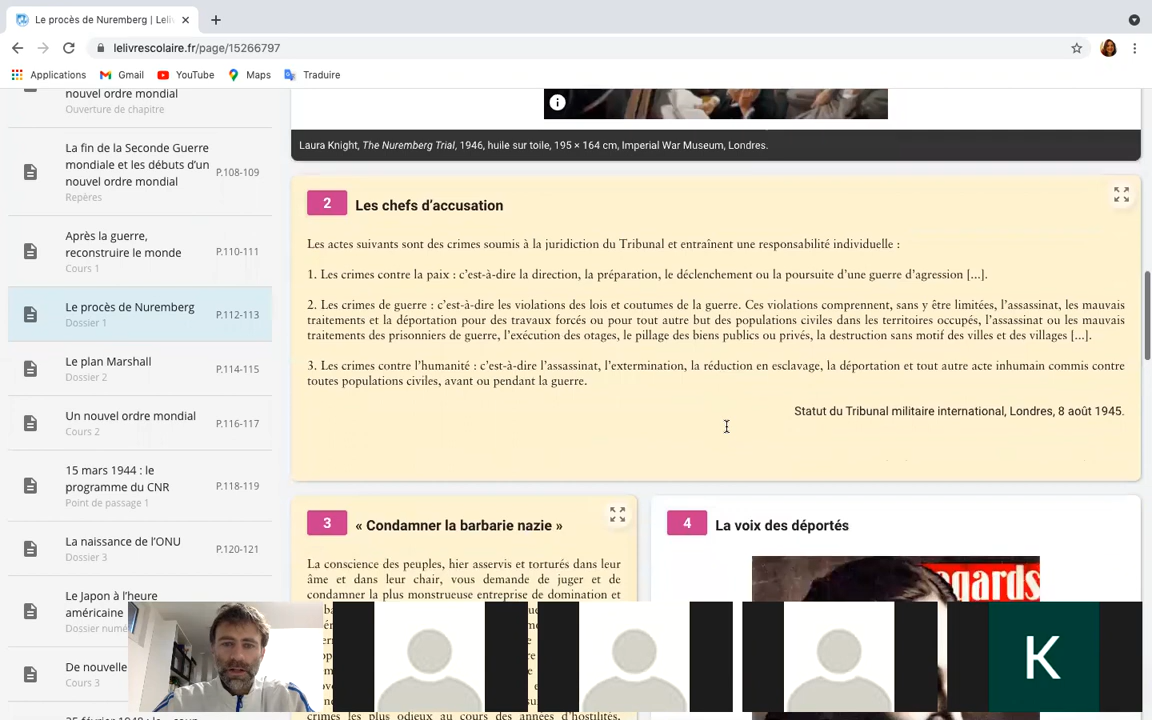 Le procès de Nuremberg | Leliv
lelivrescolaire.fr/page/15266797
Applications
Gmail
YouTube
Maps
Traduire
nouvel ordre mondial
Ouverture de chapitre
La fin de la Seconde Guerre
mondiale et les débuts d'un
nouvel ordre mondial
Repères
P.108-109
Après la guerre,
reconstruire le monde
Cours 1
P.110-111
Le procès de Nuremberg
Dossier 1
P.112-113
Le plan Marshall
Dossier 2
P.114-115
Un nouvel ordre mondial
Cours 2
P.116-117
15 mars 1944 : le
programme du CNR
Point de passage 1
P.118-119
La naissance de l'ONU
Dossier 3
P.120-121
Le Japon à l'heure
américaine
Dossier numé
De nouvelle
Cours 3
Laura Knight, The Nuremberg Trial, 1946, huile sur toile, 195 × 164 cm, Imperial War Museum, Londres.
2 Les chefs d'accusation
Les actes suivants sont des crimes soumis à la juridiction du Tribunal et entraînent une responsabilité individuelle :
1. Les crimes contre la paix : c'est-à-dire la direction, la préparation, le déclenchement ou la poursuite d'une guerre d'agression [...].
2. Les crimes de guerre : c'est-à-dire les violations des lois et coutumes de la guerre. Ces violations comprennent, sans y être limitées, l'assassinat, les mauvais
traitements et la déportation pour des travaux forcés ou pour tout autre but des populations civiles dans les territoires occupés, l'assassinat ou les mauvais
traitements des prisonniers de guerre, l'exécution des otages, le pillage des biens publics ou privés, la destruction sans motif des villes et des villages [...].
3. Les crimes contre l'humanité : c'est-à-dire l'assassinat, l'extermination, la réduction en esclavage, la déportation et tout autre acte inhumain commis contre
toutes populations civiles, avant ou pendant la guerre.
Statut du Tribunal militaire international, Londres, 8 août 1945.
3 « Condamner la barbarie nazie »
La conscience des peuples, hier asservis et torturés dans leur
âme et dans leur chair, vous demande de juger et de
condamner la plus monstrueuse entreprise de domination et
crimes les plus odieux au cours des années d'hostilités,
4 La voix des déportés
egards
K